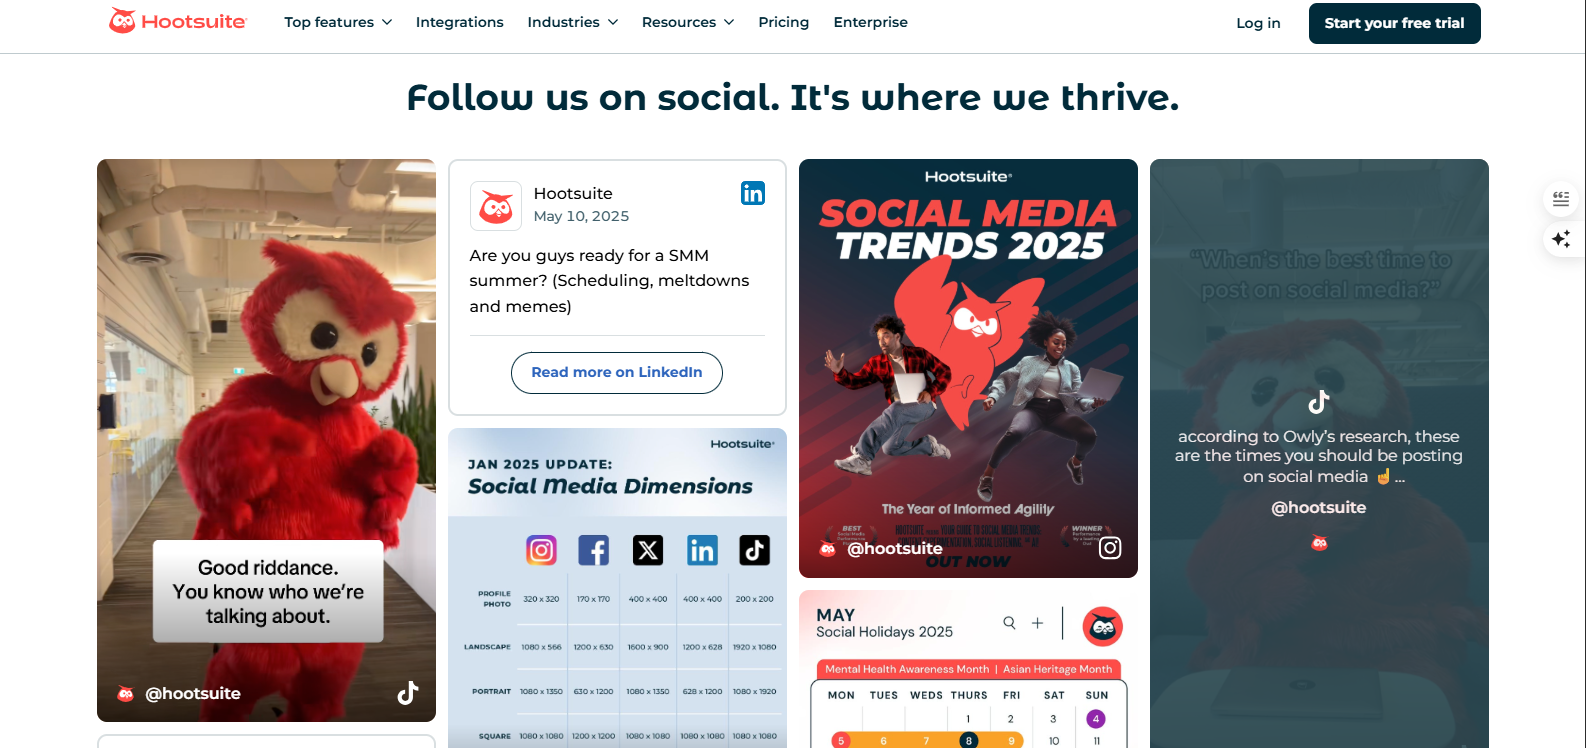 Hootsuite
Top features
Integrations
Industries
Resources
Pricing
Enterprise
Log in
Start your free trial
Follow us on social. It's where we thrive.
Good riddance.
You know who we're
talking about.
@hootsuite
Hootsuite
May 10, 2025
Are you guys ready for a SMM
summer? (Scheduling, meltdowns
and memes)
Read more on LinkedIn
Hootsuite
JAN 2025 UPDATE:
Social Media Dimensions
PROFILE PHOTO 320 x 320 170 x 170 400 x 400 400 x 400 200 x 200
LANDSCAPE 1080 x 566 1200 x 630 1600 x 900 1200 x 628 1920 x 1080
PORTRAIT 1080 x 1350 630 x 1200 1080 x 1350 628 x 1200 1080 x 1920
SQUARE 1080 x 1080 1200 x 1200 1080 x 1080 1080 x 1080 1080 x 1080
Hootsuite
SOCIAL MEDIA
TRENDS 2025
The Year of Informed Agility
BEST
WINNER
@hootsuite
OUT NOW
MAY
Social Holidays 2025
Mental Health Awareness Month | Asian Heritage Month
MON TUES WEDS THURS FRI SAT SUN
1 2 3 4
5 6 7 8 9 10 11
"When's the best time to
post on social media?"
according to Owly's research, these
are the times you should be posting
on social media ☝️ ...
@hootsuite